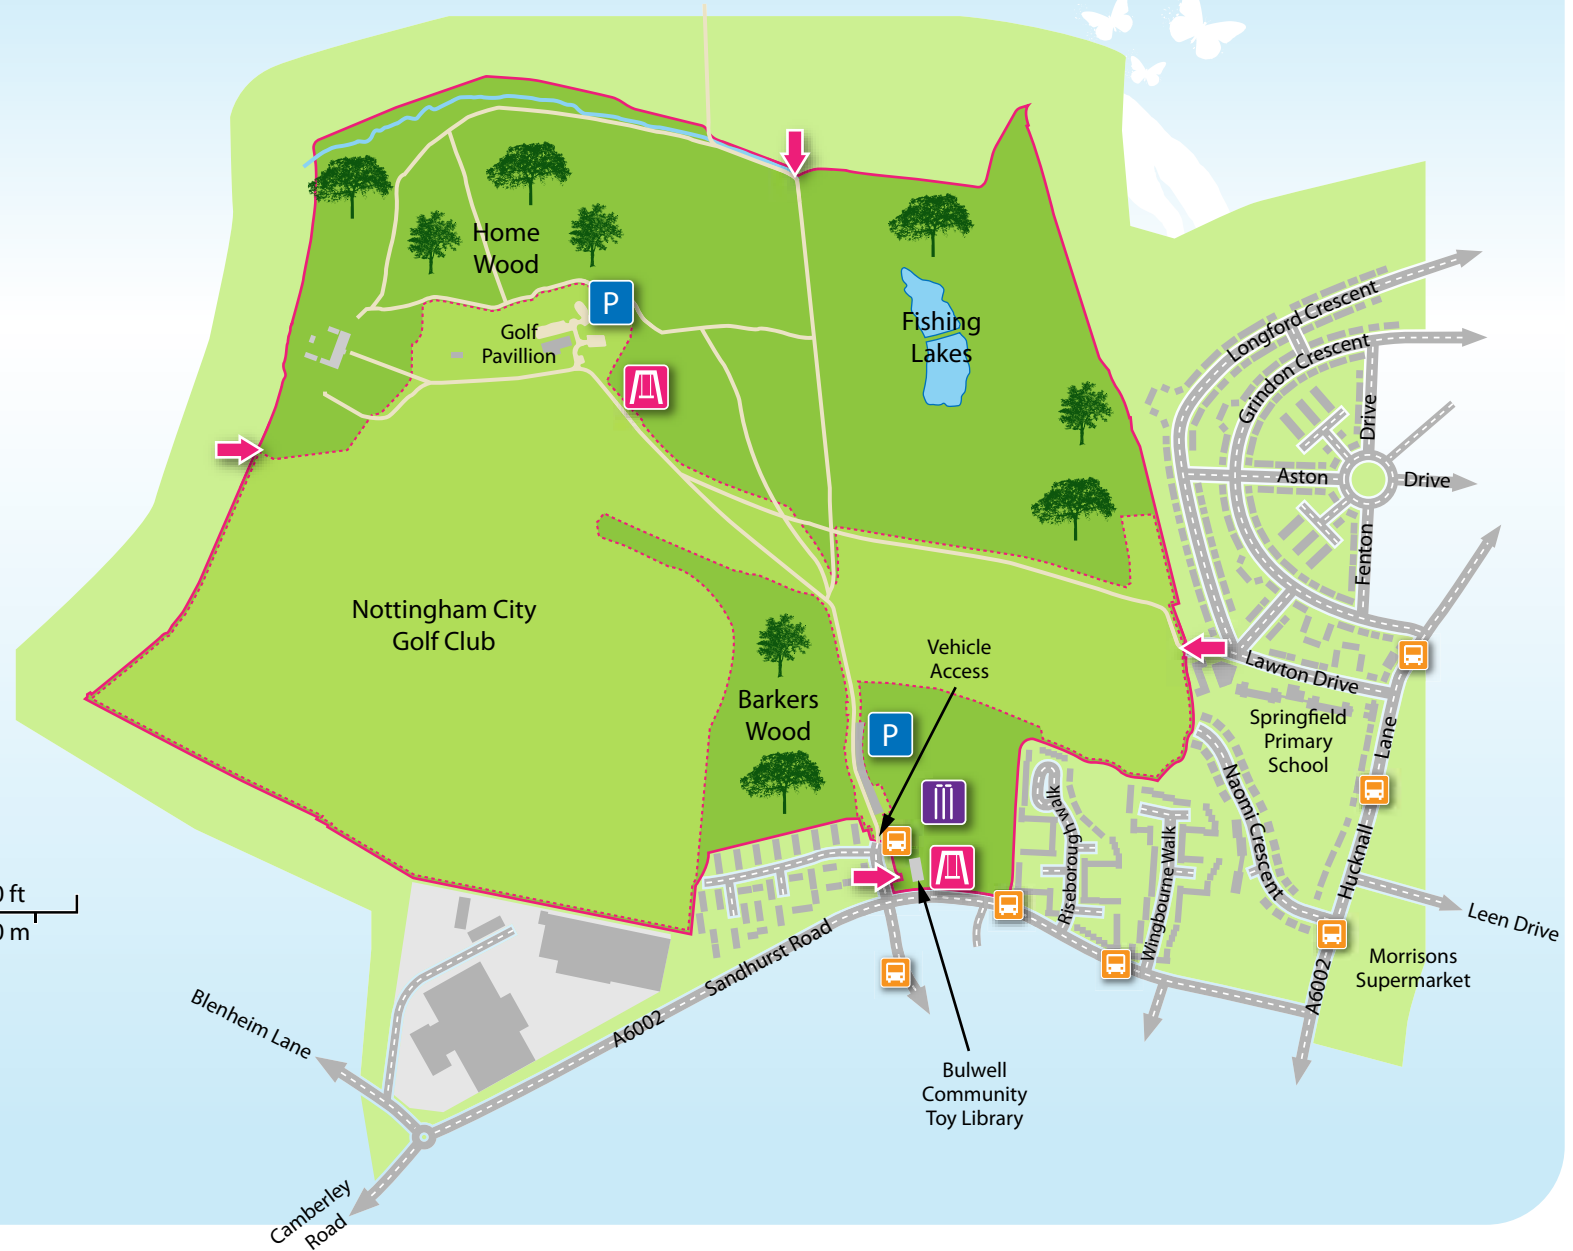 Home
Wood
P
Golf
Pavillion
Fishing
Lakes
Longford Crescent
Grindon Crescent
Drive
Aston
Drive
Fenton
Nottingham City
Golf Club
Vehicle
Access
Barkers
Wood
P
Lawton Drive
Springfield
Primary
School
Lane
Naomi Crescent
Riseborough walk
Wingbourne Walk
Hucknall
0 ft
0 m
Leen Drive
Sandhurst Road
Morrisons
Supermarket
A6002
A6002
Blenheim Lane
Bulwell
Community
Toy Library
Camberley
Road